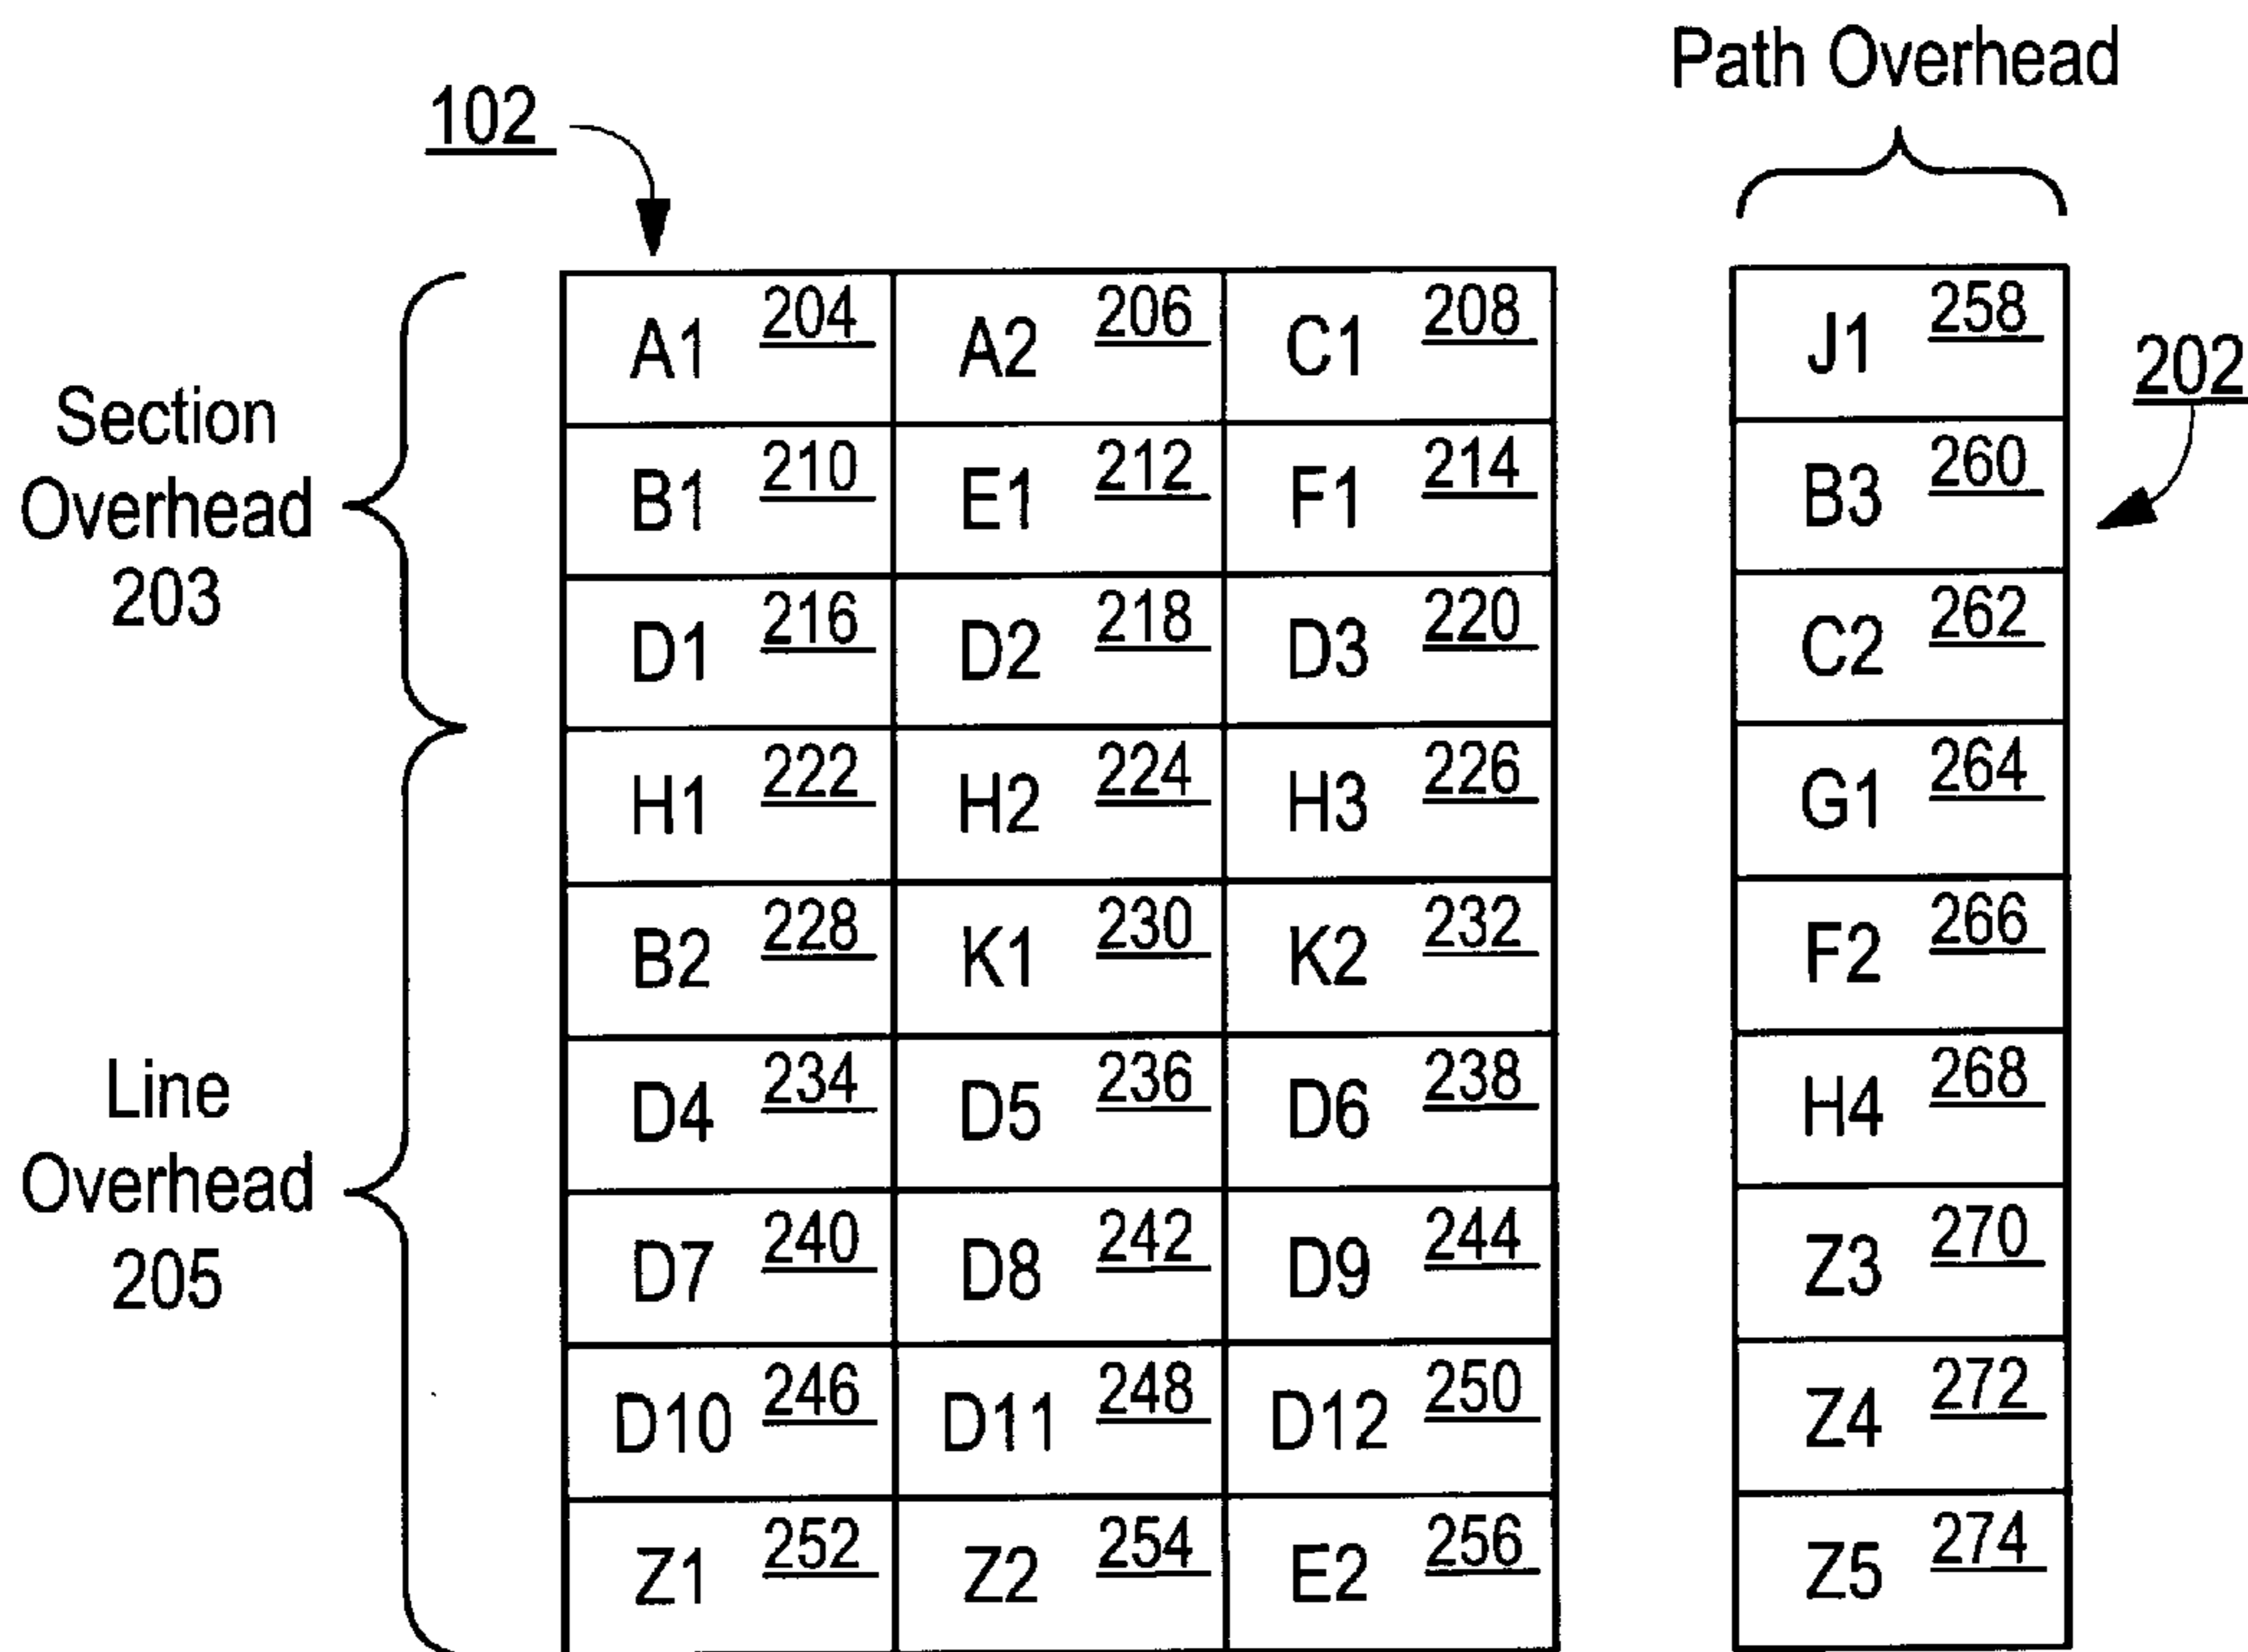 Path Overhead
102
A1 204 A2 206 C1 208 J1 258
202
Section
Overhead
203
B1 210 E1 212 F1 214 B3 260
D1 216 D2 218 D3 220 C2 262
H1 222 H2 224 H3 226 G1 264
B2 228 K1 230 K2 232 F2 266
Line
Overhead
205
D4 234 D5 236 D6 238 H4 268
D7 240 D8 242 D9 244 Z3 270
D10 246 D11 248 D12 250 Z4 272
Z1 252 Z2 254 E2 256 Z5 274